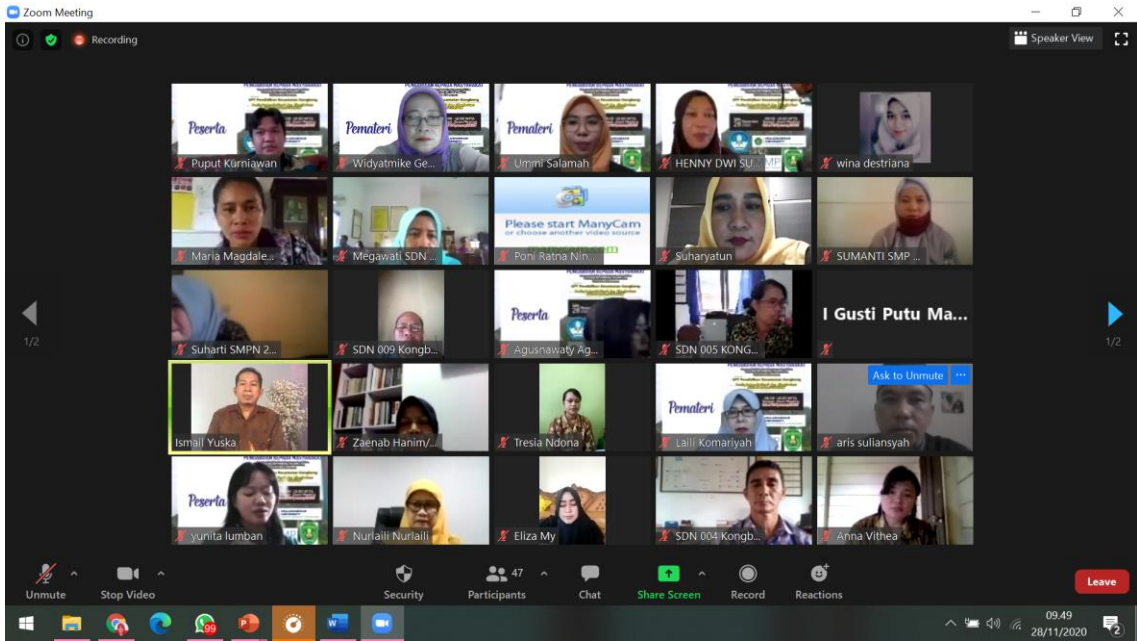 Zoom Meeting
Recording
Speaker View
Peserta
Puput Kurniawan
Pemateri
Widyatmike Ge...
Pemateri
Ummi Salamah
HENNY DWI SU...
wina destriana
Maria Magdale...
Megawati SDN ...
Please start ManyCam
or choose another video source
manycam.com
Poni Ratna Nin...
Suharyatun
SUMANTI SMP ...
Suharti SMPN 2...
SDN 009 Kongb...
Peserta
Agusnawaty Ag...
SDN 005 KONG...
I Gusti Putu Ma...
1/2
1/2
Ismail Yuska
Zaenab Hanim/...
Tresia Ndona
Pemateri
Laili Komariyah
Ask to Unmute
...
aris suliansyah
Peserta
yunita lumban
Nurlaili Nurlaili
Eliza My
SDN 004 Kongb...
Anna Vithea
Unmute
Stop Video
Security
Participants
47
Chat
Share Screen
Record
Reactions
Leave
99
09.49
28/11/2020
2